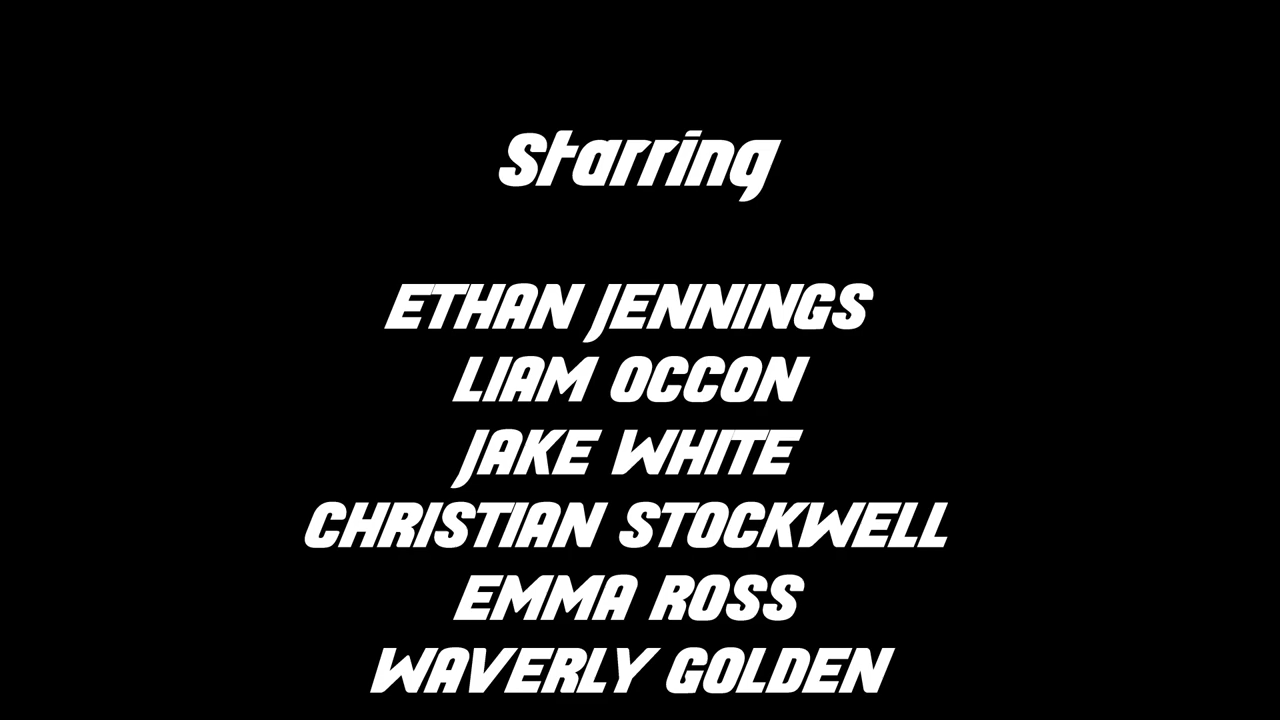 Starring
ETHAN JENNINGS
LIAM OCCON
JAKE WHITE
CHRISTIAN STOCKWELL
EMMA ROSS
WAVERLY GOLDEN